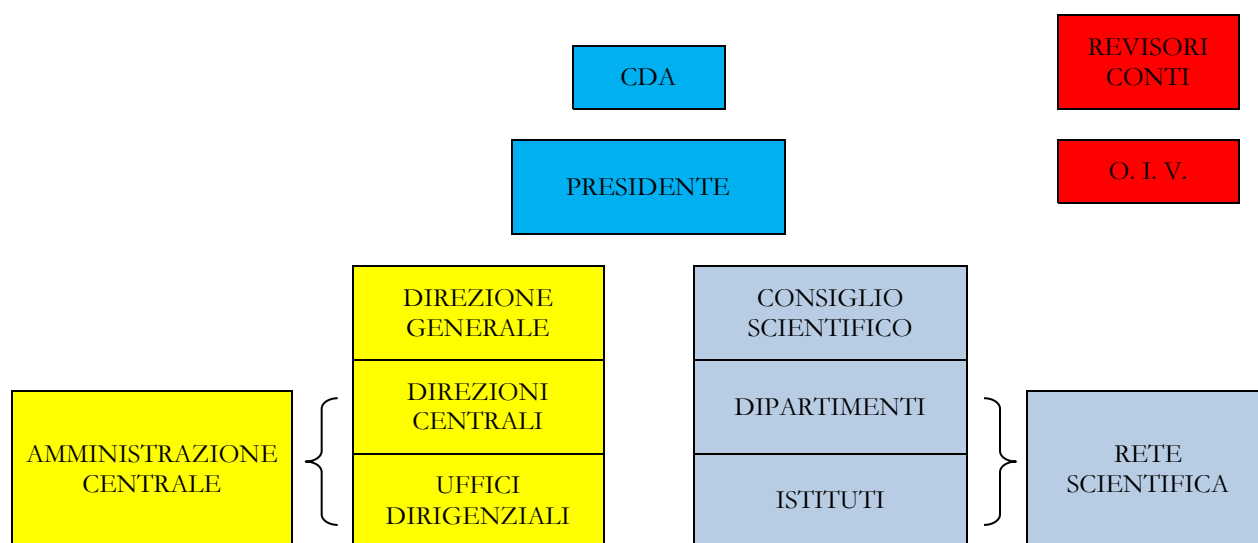 CDA
REVISORI
CONTI
PRESIDENTE
O. I. V.
DIREZIONE
GENERALE
CONSIGLIO
SCIENTIFICO
DIREZIONI
CENTRALI
DIPARTIMENTI
AMMINISTRAZIONE
CENTRALE
UFFICI
DIRIGENZIALI
ISTITUTI
RETE
SCIENTIFICA